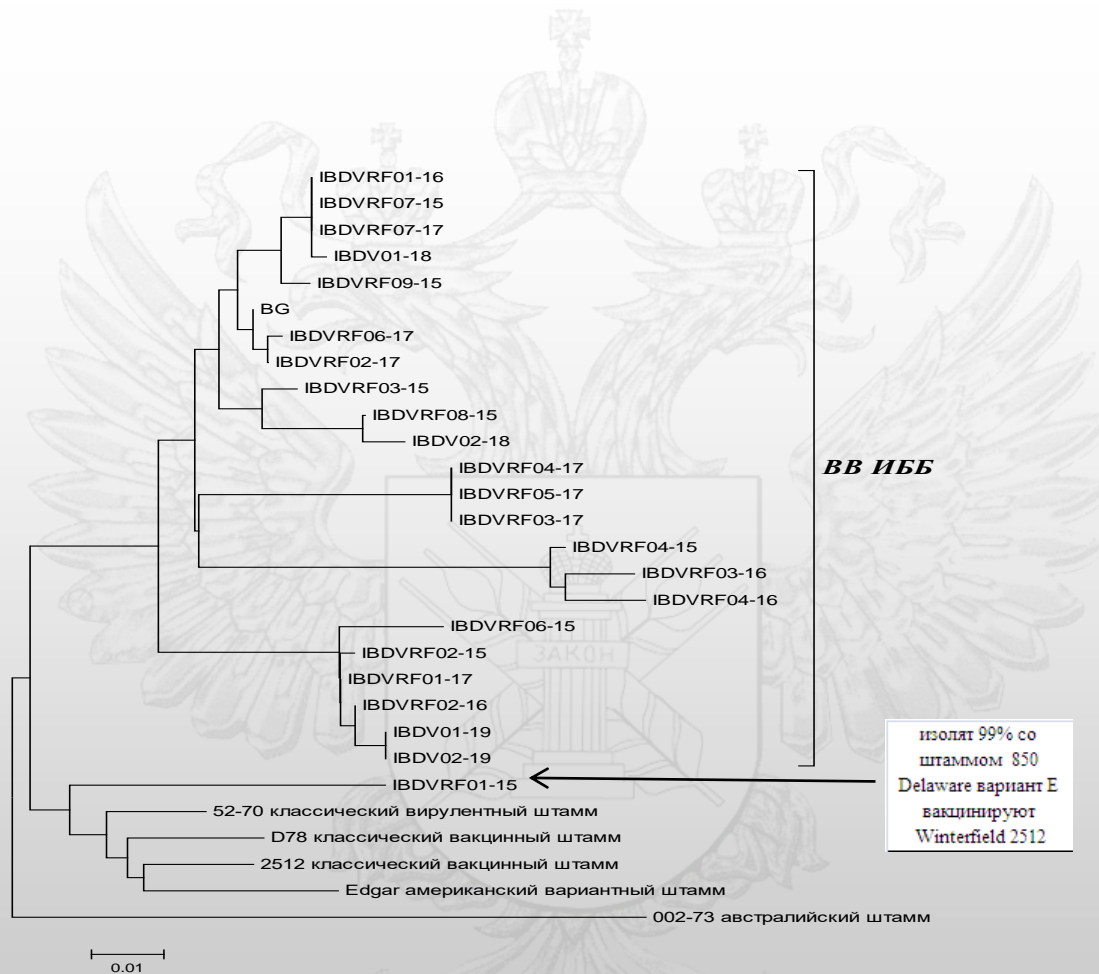 IBDVRF01-16
IBDVRF07-15
IBDVRF07-17
IBDV01-18
IBDVRF09-15
BG
IBDVRF06-17
IBDVRF02-17
IBDVRF03-15
IBDVRF08-15
IBDV02-18
IBDVRF04-17
ВВ ИББ
IBDVRF05-17
IBDVRF03-17
IBDVRF04-15
IBDVRF03-16
IBDVRF04-16
IBDVRF06-15
ЗАКОН
IBDVRF02-15
IBDVRF01-17
IBDVRF02-16
IBDV01-19
IBDV02-19
IBDVRF01-15
изолят 99% со
штаммом 850
Delaware вариант Е
вакцинируют
Winterfield 2512
52-70 классический вирулентный штамм
D78 классический вакцинный штамм
2512 классический вакцинный штамм
Edgar американский вариантный штамм
002-73 австралийский штамм
0.01